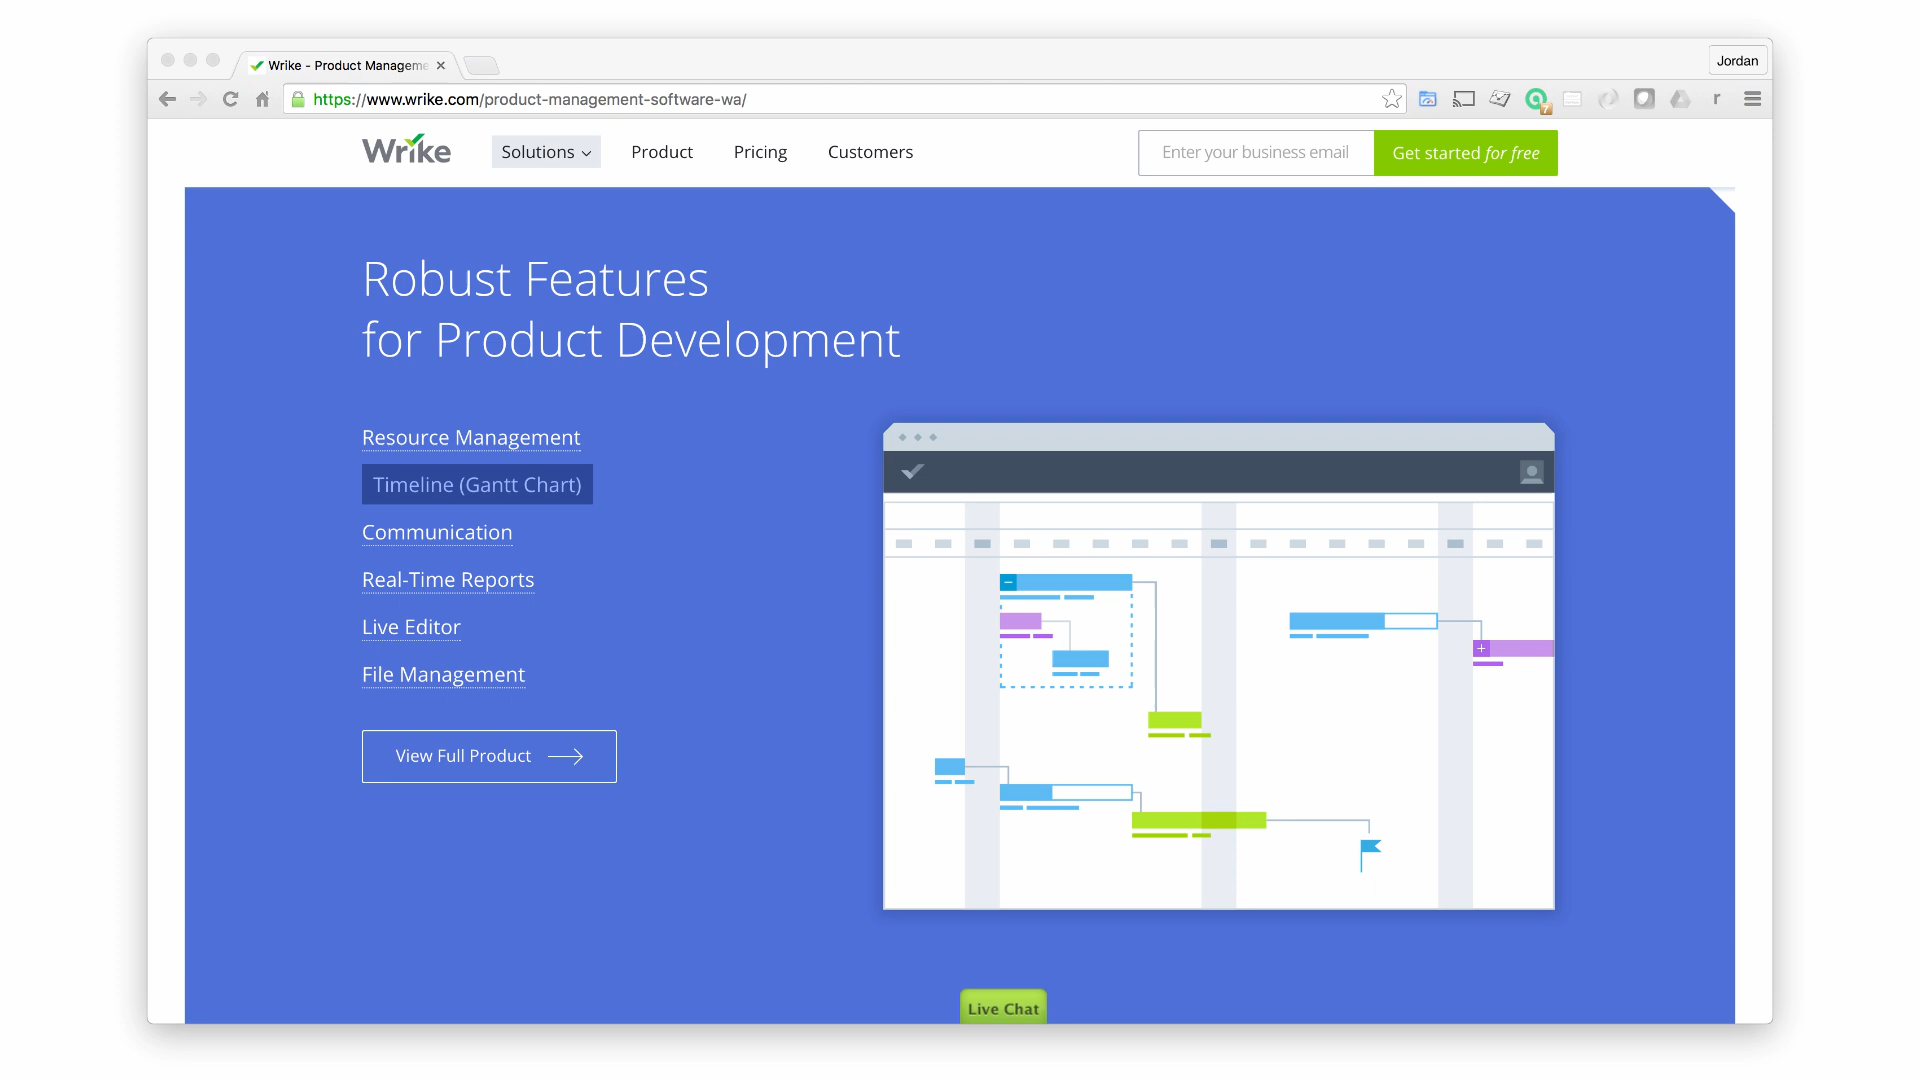 Wrike - Product Manageme
Jordan
https://www.wrike.com/product-management-software-wa/
7
r
Wrike
Solutions
Product
Pricing
Customers
Enter your business email
Get started for free
Robust Features
for Product Development
Resource Management
Timeline (Gantt Chart)
Communication
Real-Time Reports
Live Editor
File Management
View Full Product
Live Chat